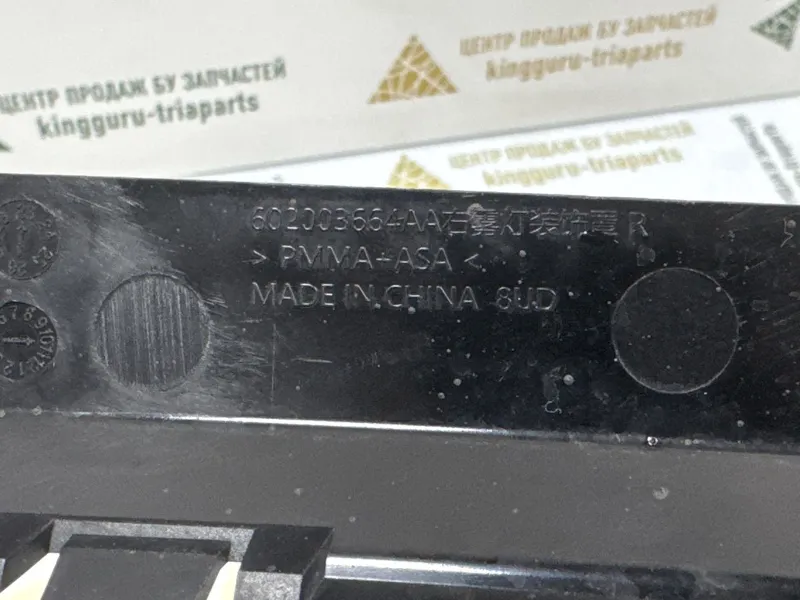 ЦЕНТР ПРОДАЖ БУ ЗАПЧАСТЕЙ
kingguru-triaparts
ЦЕНТР ПРОДАЖ БУ ЗАПЧАСТЕЙ
kingguru-triaparts
ЦЕНТР ПРОДАЖ БУ ЗАПЧАСТЕЙ
kingguru-triaparts
602003664AA右雾灯装饰罩 R
> PMMA+ASA <
MADE IN CHINA 8UD